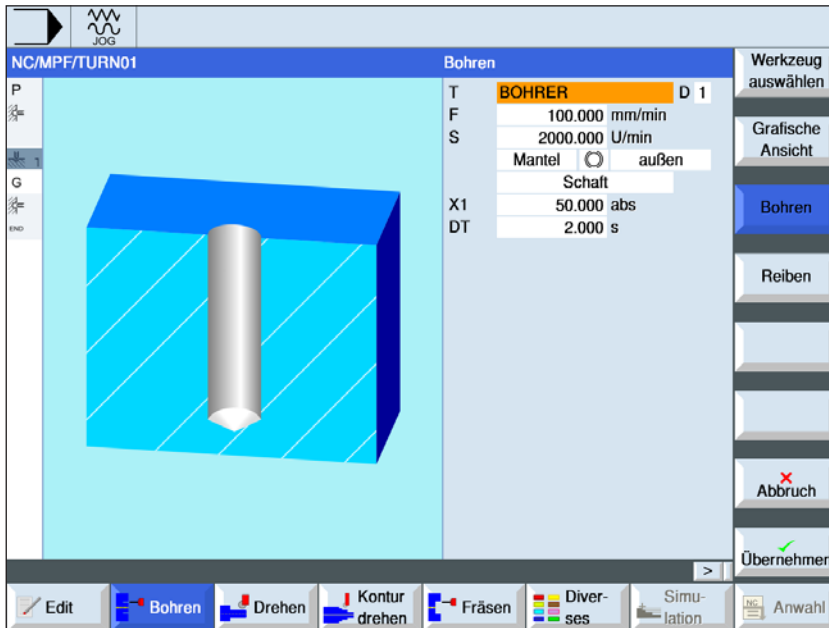 JOG
NC/MPF/TURN01
Bohren
P
1
G
END
T BOHRER D 1
F 100.000 mm/min
S 2000.000 U/min
Mantel außen
Schaft
X1 50.000 abs
DT 2.000 s
Werkzeug
auswählen
Grafische
Ansicht
Bohren
Reiben
Abbruch
Übernehmen
>
Edit
Bohren
Drehen
Kontur
drehen
Fräsen
Diver-
ses
Simu-
lation
NC
Anwahl